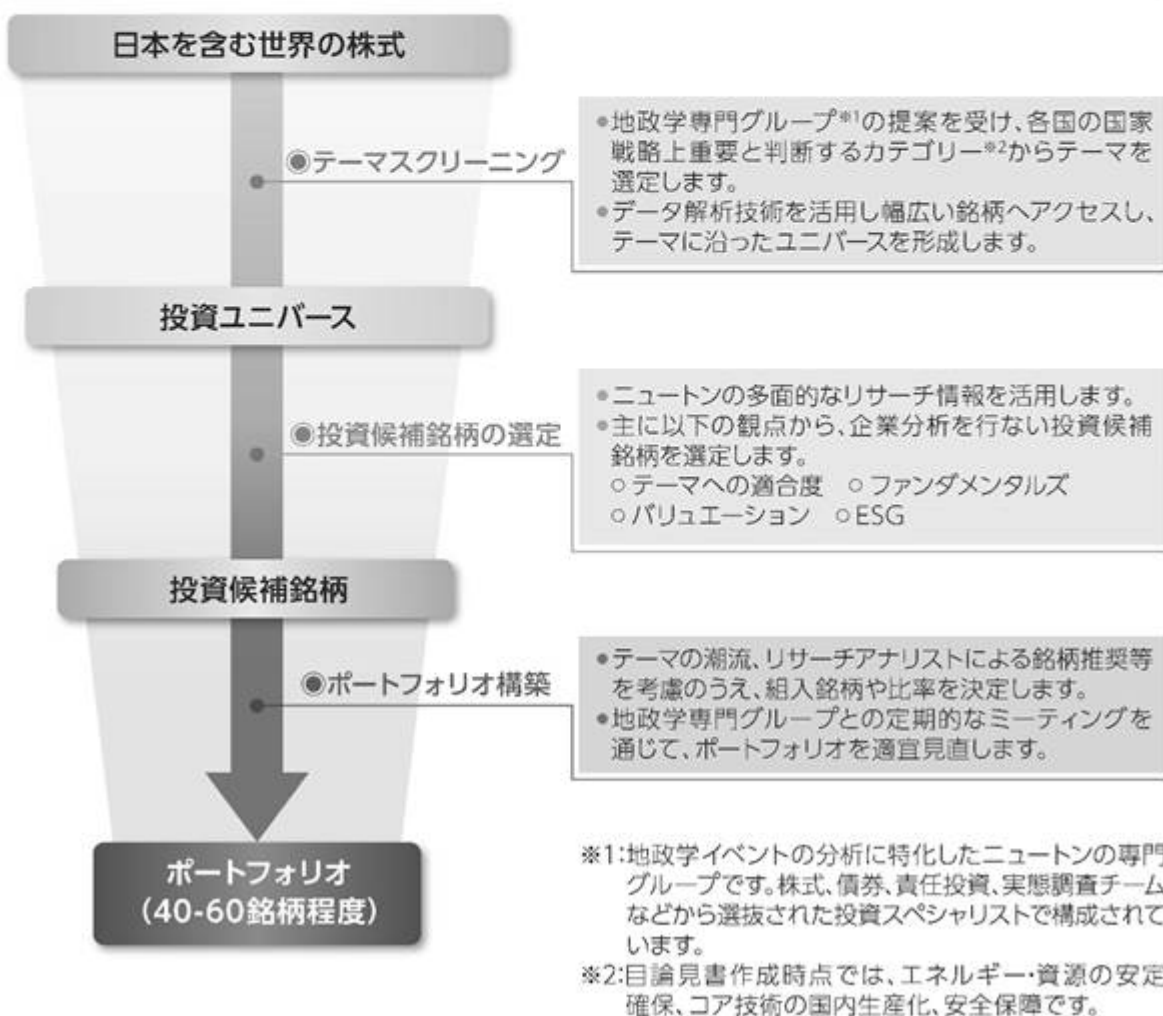 日本を含む世界の株式
◉テーマスクリーニング
•地政学専門グループ※1の提案を受け、各国の国家
戦略上重要と判断するカテゴリー※2からテーマを
選定します。
•データ解析技術を活用し幅広い銘柄へアクセスし、
テーマに沿ったユニバースを形成します。
投資ユニバース
◉投資候補銘柄の選定
•ニュートンの多面的なリサーチ情報を活用します。
•主に以下の観点から、企業分析を行ない投資候補
銘柄を選定します。
○テーマへの適合度 ○ファンダメンタルズ
○バリュエーション ○ESG
投資候補銘柄
◉ポートフォリオ構築
•テーマの潮流、リサーチアナリストによる銘柄推奨等
を考慮のうえ、組入銘柄や比率を決定します。
•地政学専門グループとの定期的なミーティングを
通じて、ポートフォリオを適宜見直します。
ポートフォリオ
(40-60銘柄程度)
※1:地政学イベントの分析に特化したニュートンの専門
グループです。株式、債券、責任投資、実態調査チーム
などから選抜された投資スペシャリストで構成されて
います。
※2:目論見書作成時点では、エネルギー・資源の安定
確保、コア技術の国内生産化、安全保障です。